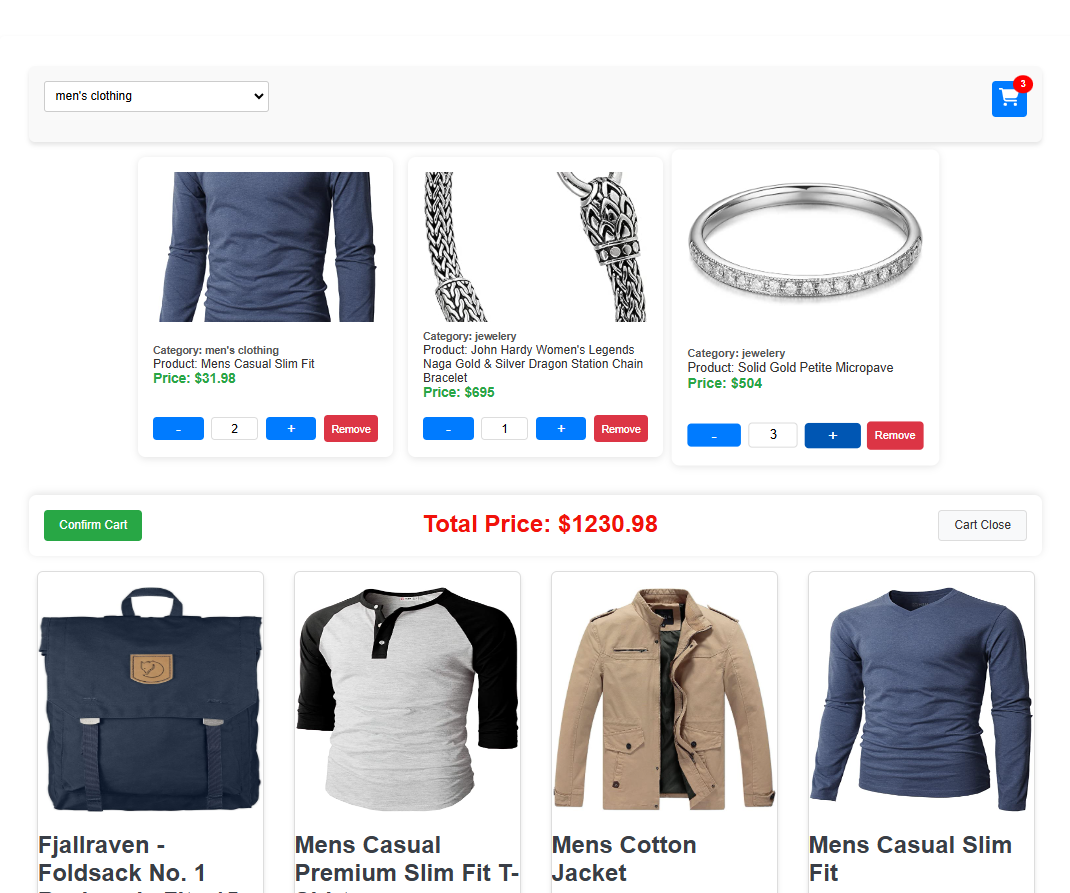 men's clothing
3
Category: men's clothing
Product: Mens Casual Slim Fit
Price: $31.98
-
2
+
Remove
Category: jewelery
Product: John Hardy Women's Legends
Naga Gold & Silver Dragon Station Chain
Bracelet
Price: $695
-
1
+
Remove
Category: jewelery
Product: Solid Gold Petite Micropave
Price: $504
-
3
+
Remove
Confirm Cart
Total Price: $1230.98
Cart Close
Fjallraven -
Foldsack No. 1
Mens Casual
Premium Slim Fit T-
Mens Cotton
Jacket
Mens Casual Slim
Fit